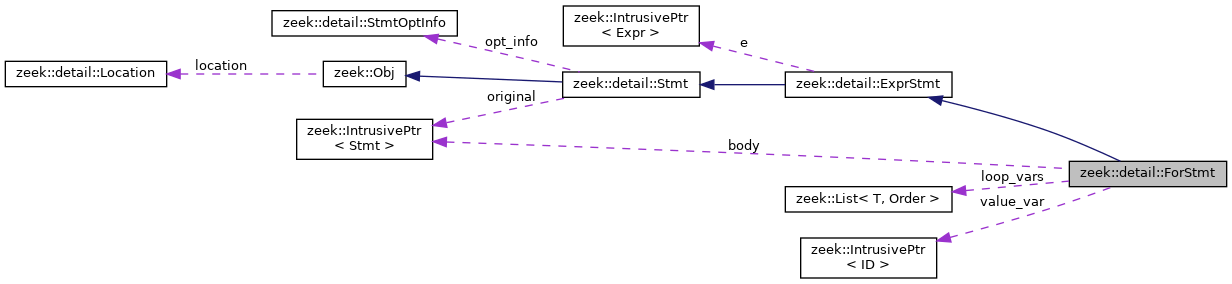 zeek::detail::StmtOptInfo
zeek::IntrusivePtr
< Expr >
opt_info
e
zeek::detail::Location
location
zeek::Obj
zeek::detail::Stmt
zeek::detail::ExprStmt
original
zeek::IntrusivePtr
< Stmt >
body
zeek::detail::ForStmt
loop_vars
zeek::List< T, Order >
value_var
zeek::IntrusivePtr
< ID >